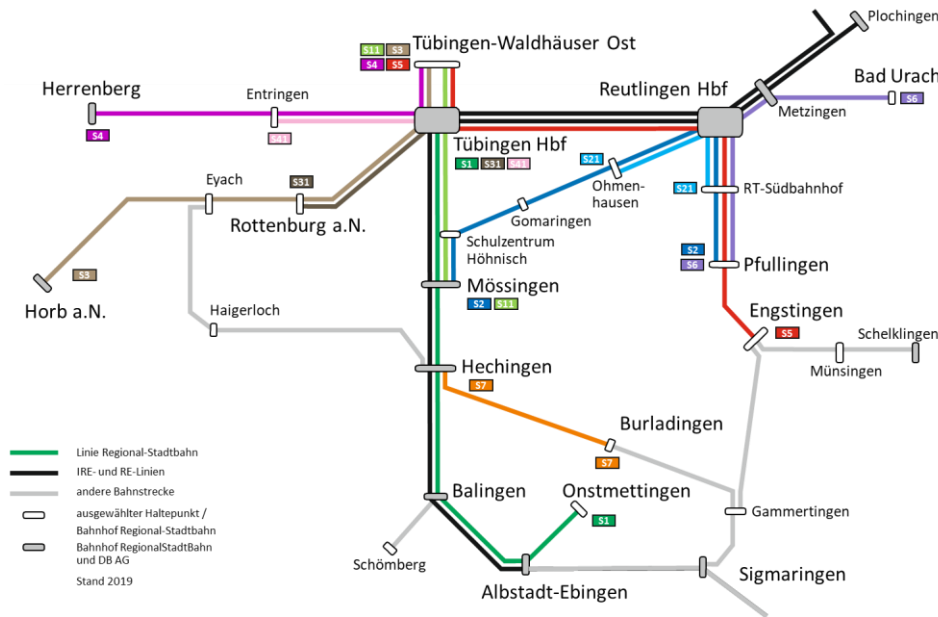 Plochingen
S11 S3
S4 S5
Tübingen-Waldhäuser Ost
Reutlingen Hbf
Bad Urach
S6
Herrenberg
Entringen
Metzingen
S4
S41
Tübingen Hbf
S1 S31 S41
S21
Ohmen-
hausen
S21
RT-Südbahnhof
Eyach
S31
Rottenburg a.N.
Gomaringen
Schulzentrum
Höhnisch
S2
S6
Pfullingen
S3
Horb a.N.
Mössingen
S2 S11
Haigerloch
Engstingen
S5
Schelklingen
Münsingen
Hechingen
S7
Burladingen
S7
Linie Regional-Stadtbahn
IRE- und RE-Linien
andere Bahnstrecke
ausgewählter Haltepunkt /
Bahnhof Regional-Stadtbahn
Bahnhof RegionalStadtBahn
und DB AG
Stand 2019
Balingen
Onstmettingen
S1
Gammertingen
Schömberg
Albstadt-Ebingen
Sigmaringen